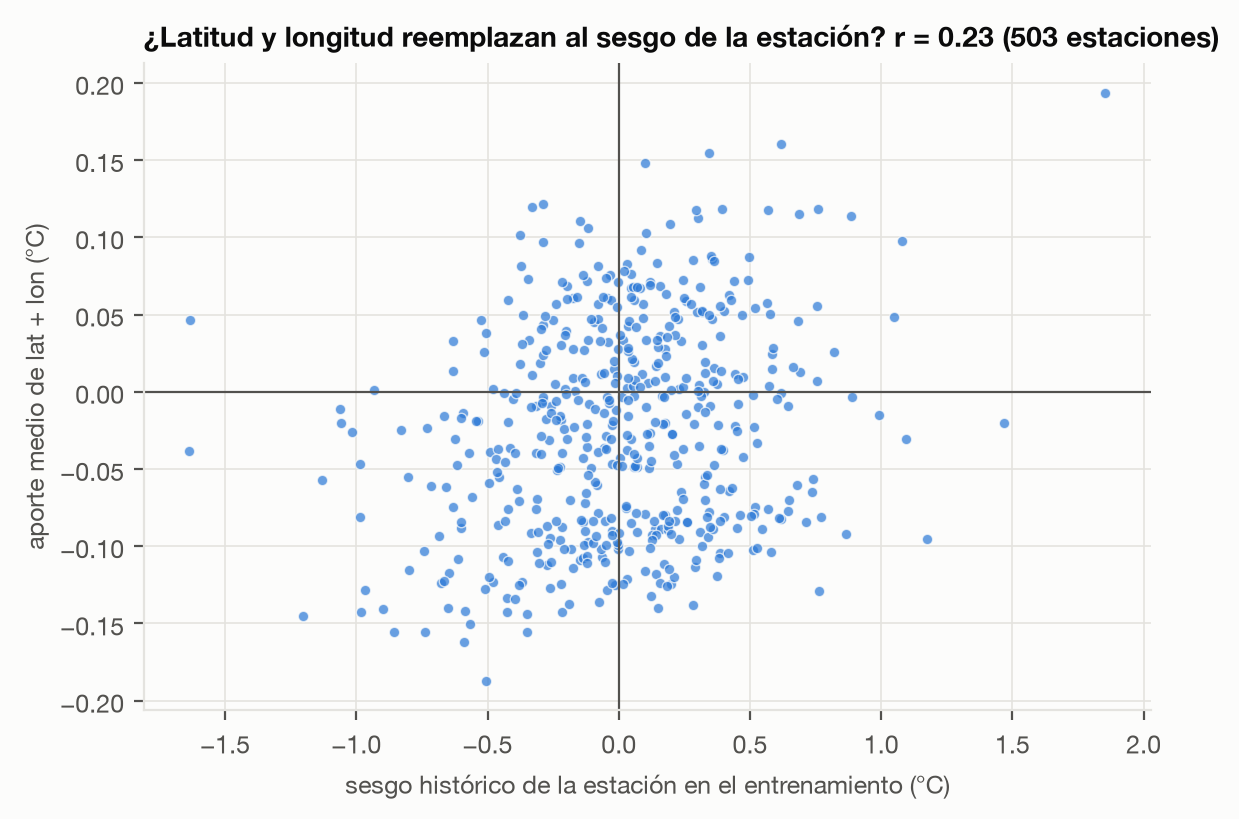 ¿Latitud y longitud reemplazan al sesgo de la estación? r = 0.23 (503 estaciones)
aporte medio de lat + lon (°C)
0.20
0.15
0.10
0.05
0.00
−0.05
−0.10
−0.15
−0.20
−1.5 −1.0 −0.5 0.0 0.5 1.0 1.5 2.0
sesgo histórico de la estación en el entrenamiento (°C)